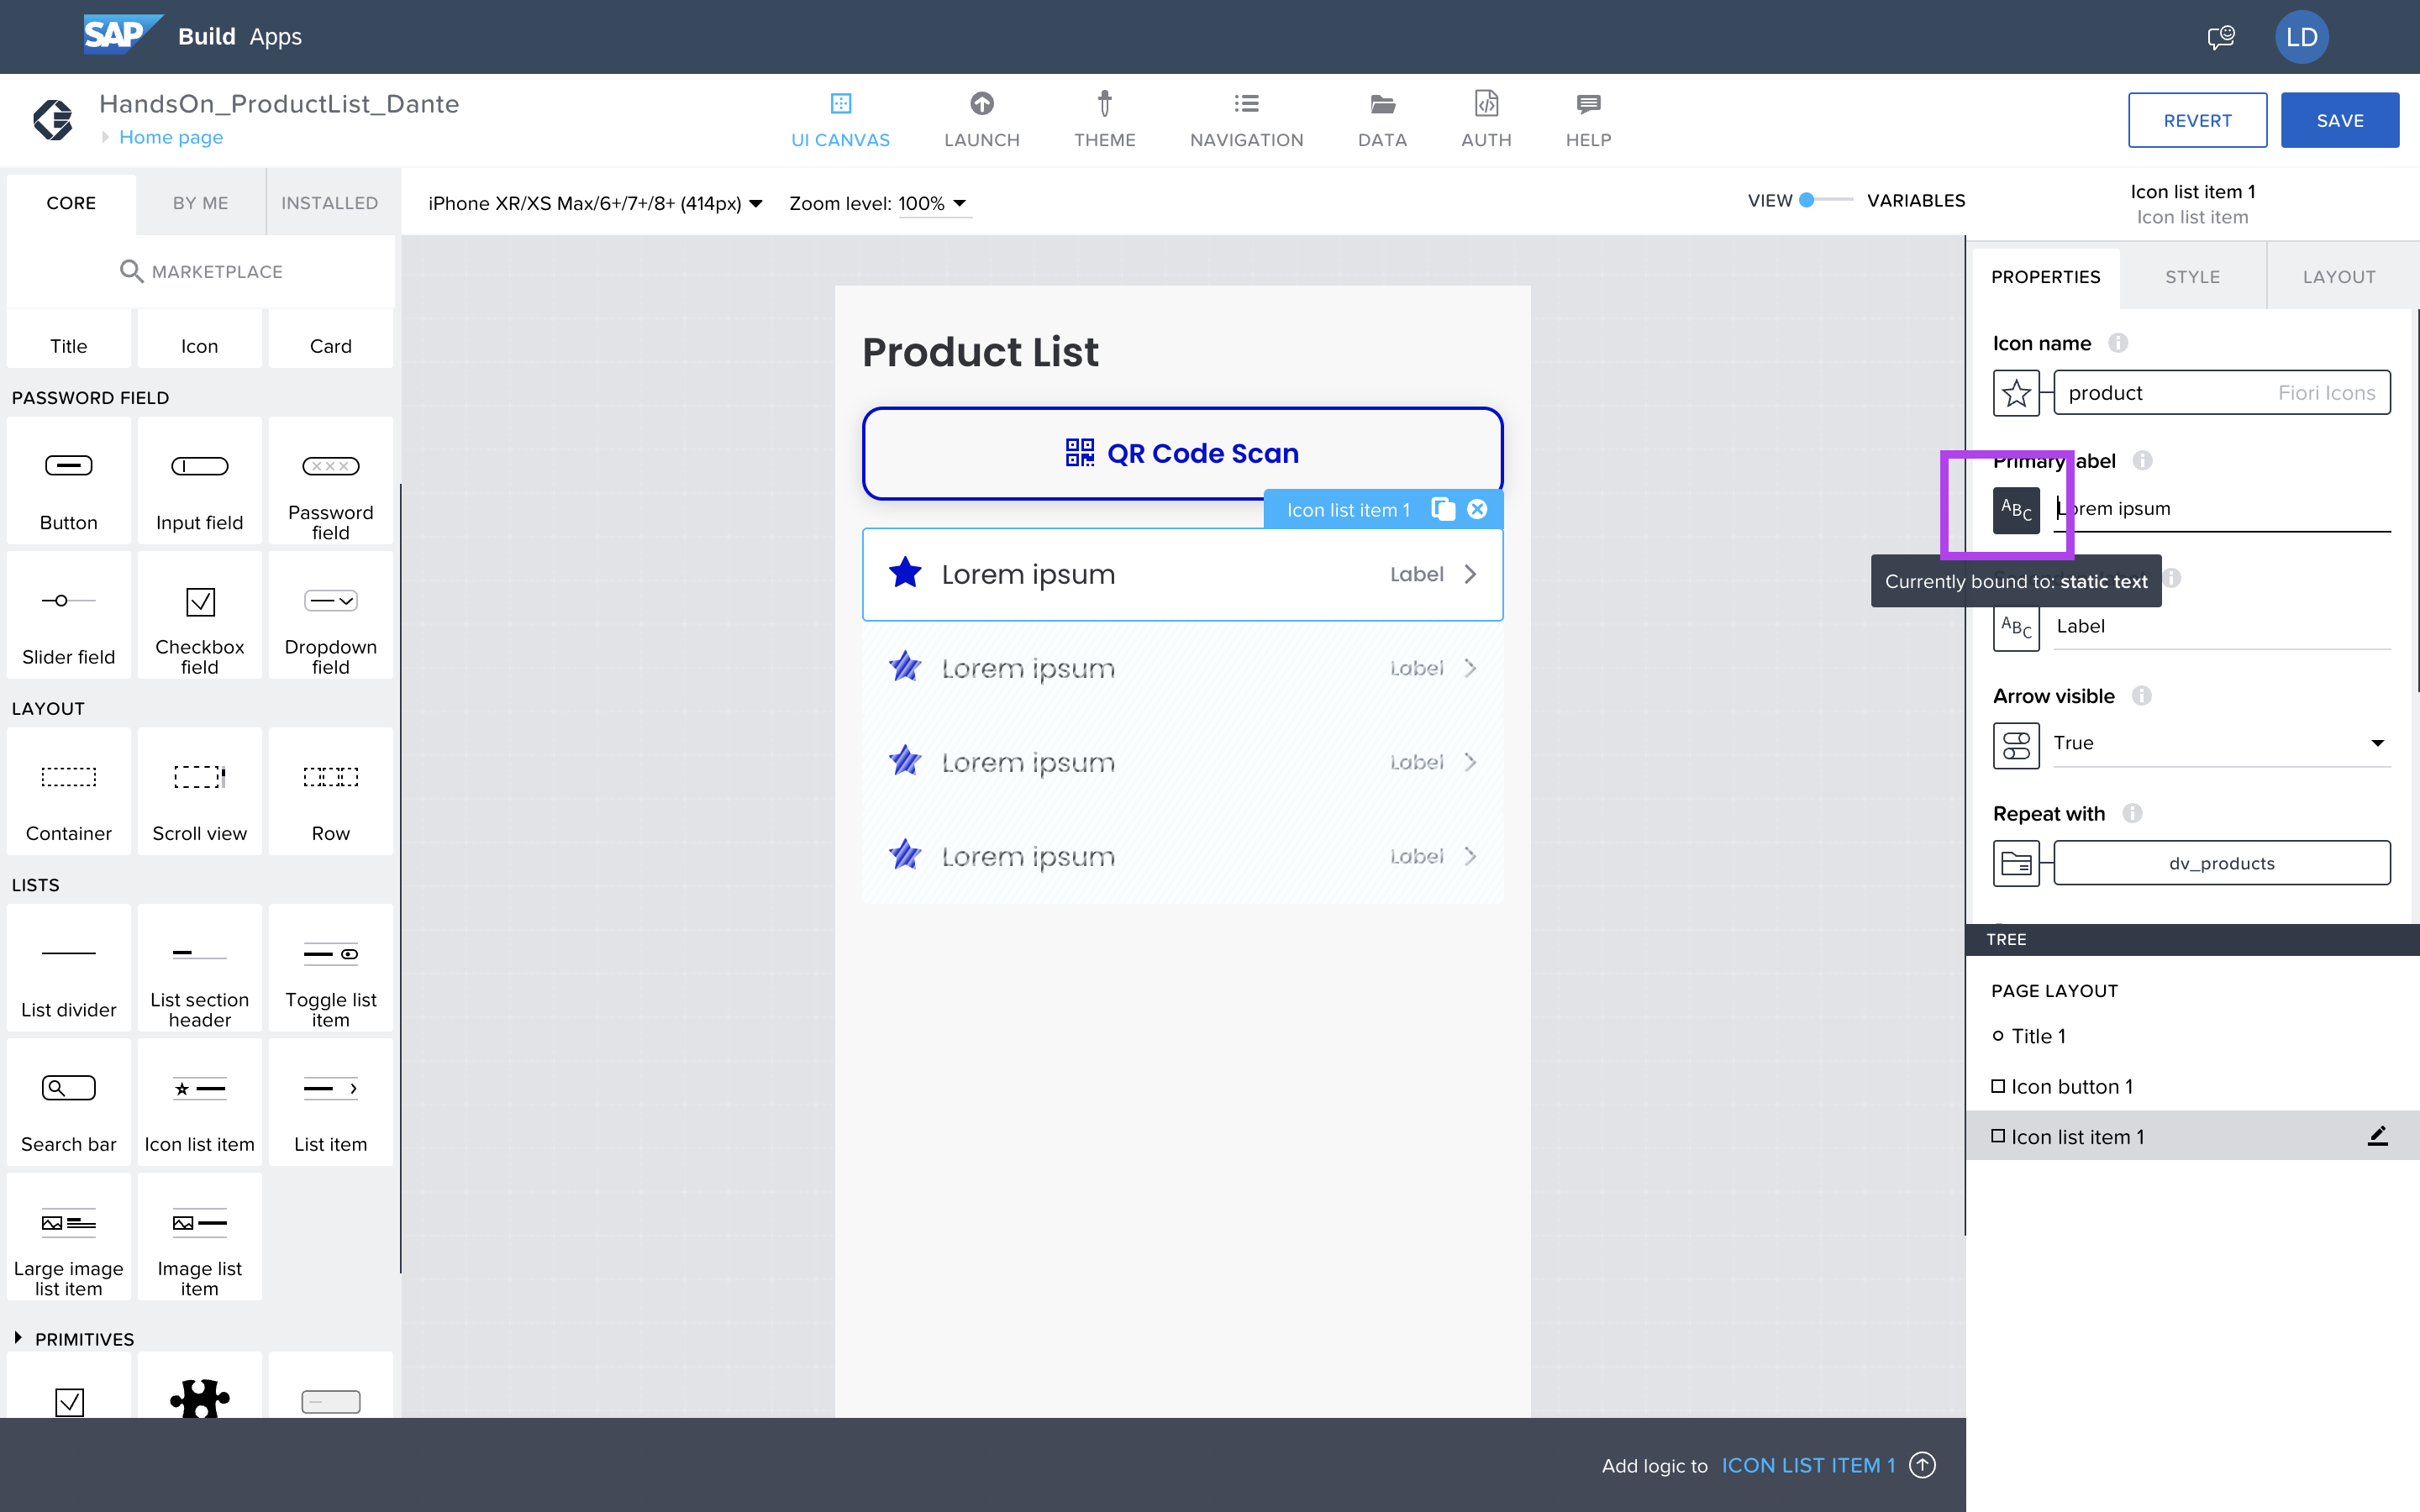 SAP Build Apps
LD
HandsOn_ProductList_Dante
Home page
UI CANVAS
LAUNCH
THEME
NAVIGATION
DATA
AUTH
HELP
REVERT
SAVE
CORE
BY ME
INSTALLED
iPhone XR/XS Max/6+/7+/8+ (414px)
Zoom level: 100%
VIEW
VARIABLES
Icon list item 1
Icon list item
MARKETPLACE
Title
Icon
Card
PASSWORD FIELD
Button
Input field
Password
field
Slider field
Checkbox
field
Dropdown
field
LAYOUT
Container
Scroll view
Row
LISTS
List divider
List section
header
Toggle list
item
Search bar
Icon list item
List item
Large image
list item
Image list
item
PRIMITIVES
Product List
QR Code Scan
Icon list item 1
Lorem ipsum
Label
Lorem ipsum
Label
Lorem ipsum
Label
Lorem ipsum
Label
PROPERTIES
STYLE
LAYOUT
Icon name
product
Fiori Icons
Primary label
ABC
Lorem ipsum
Currently bound to: static text
ABC
Label
Arrow visible
True
Repeat with
dv_products
TREE
PAGE LAYOUT
Title 1
Icon button 1
Icon list item 1
Add logic to ICON LIST ITEM 1